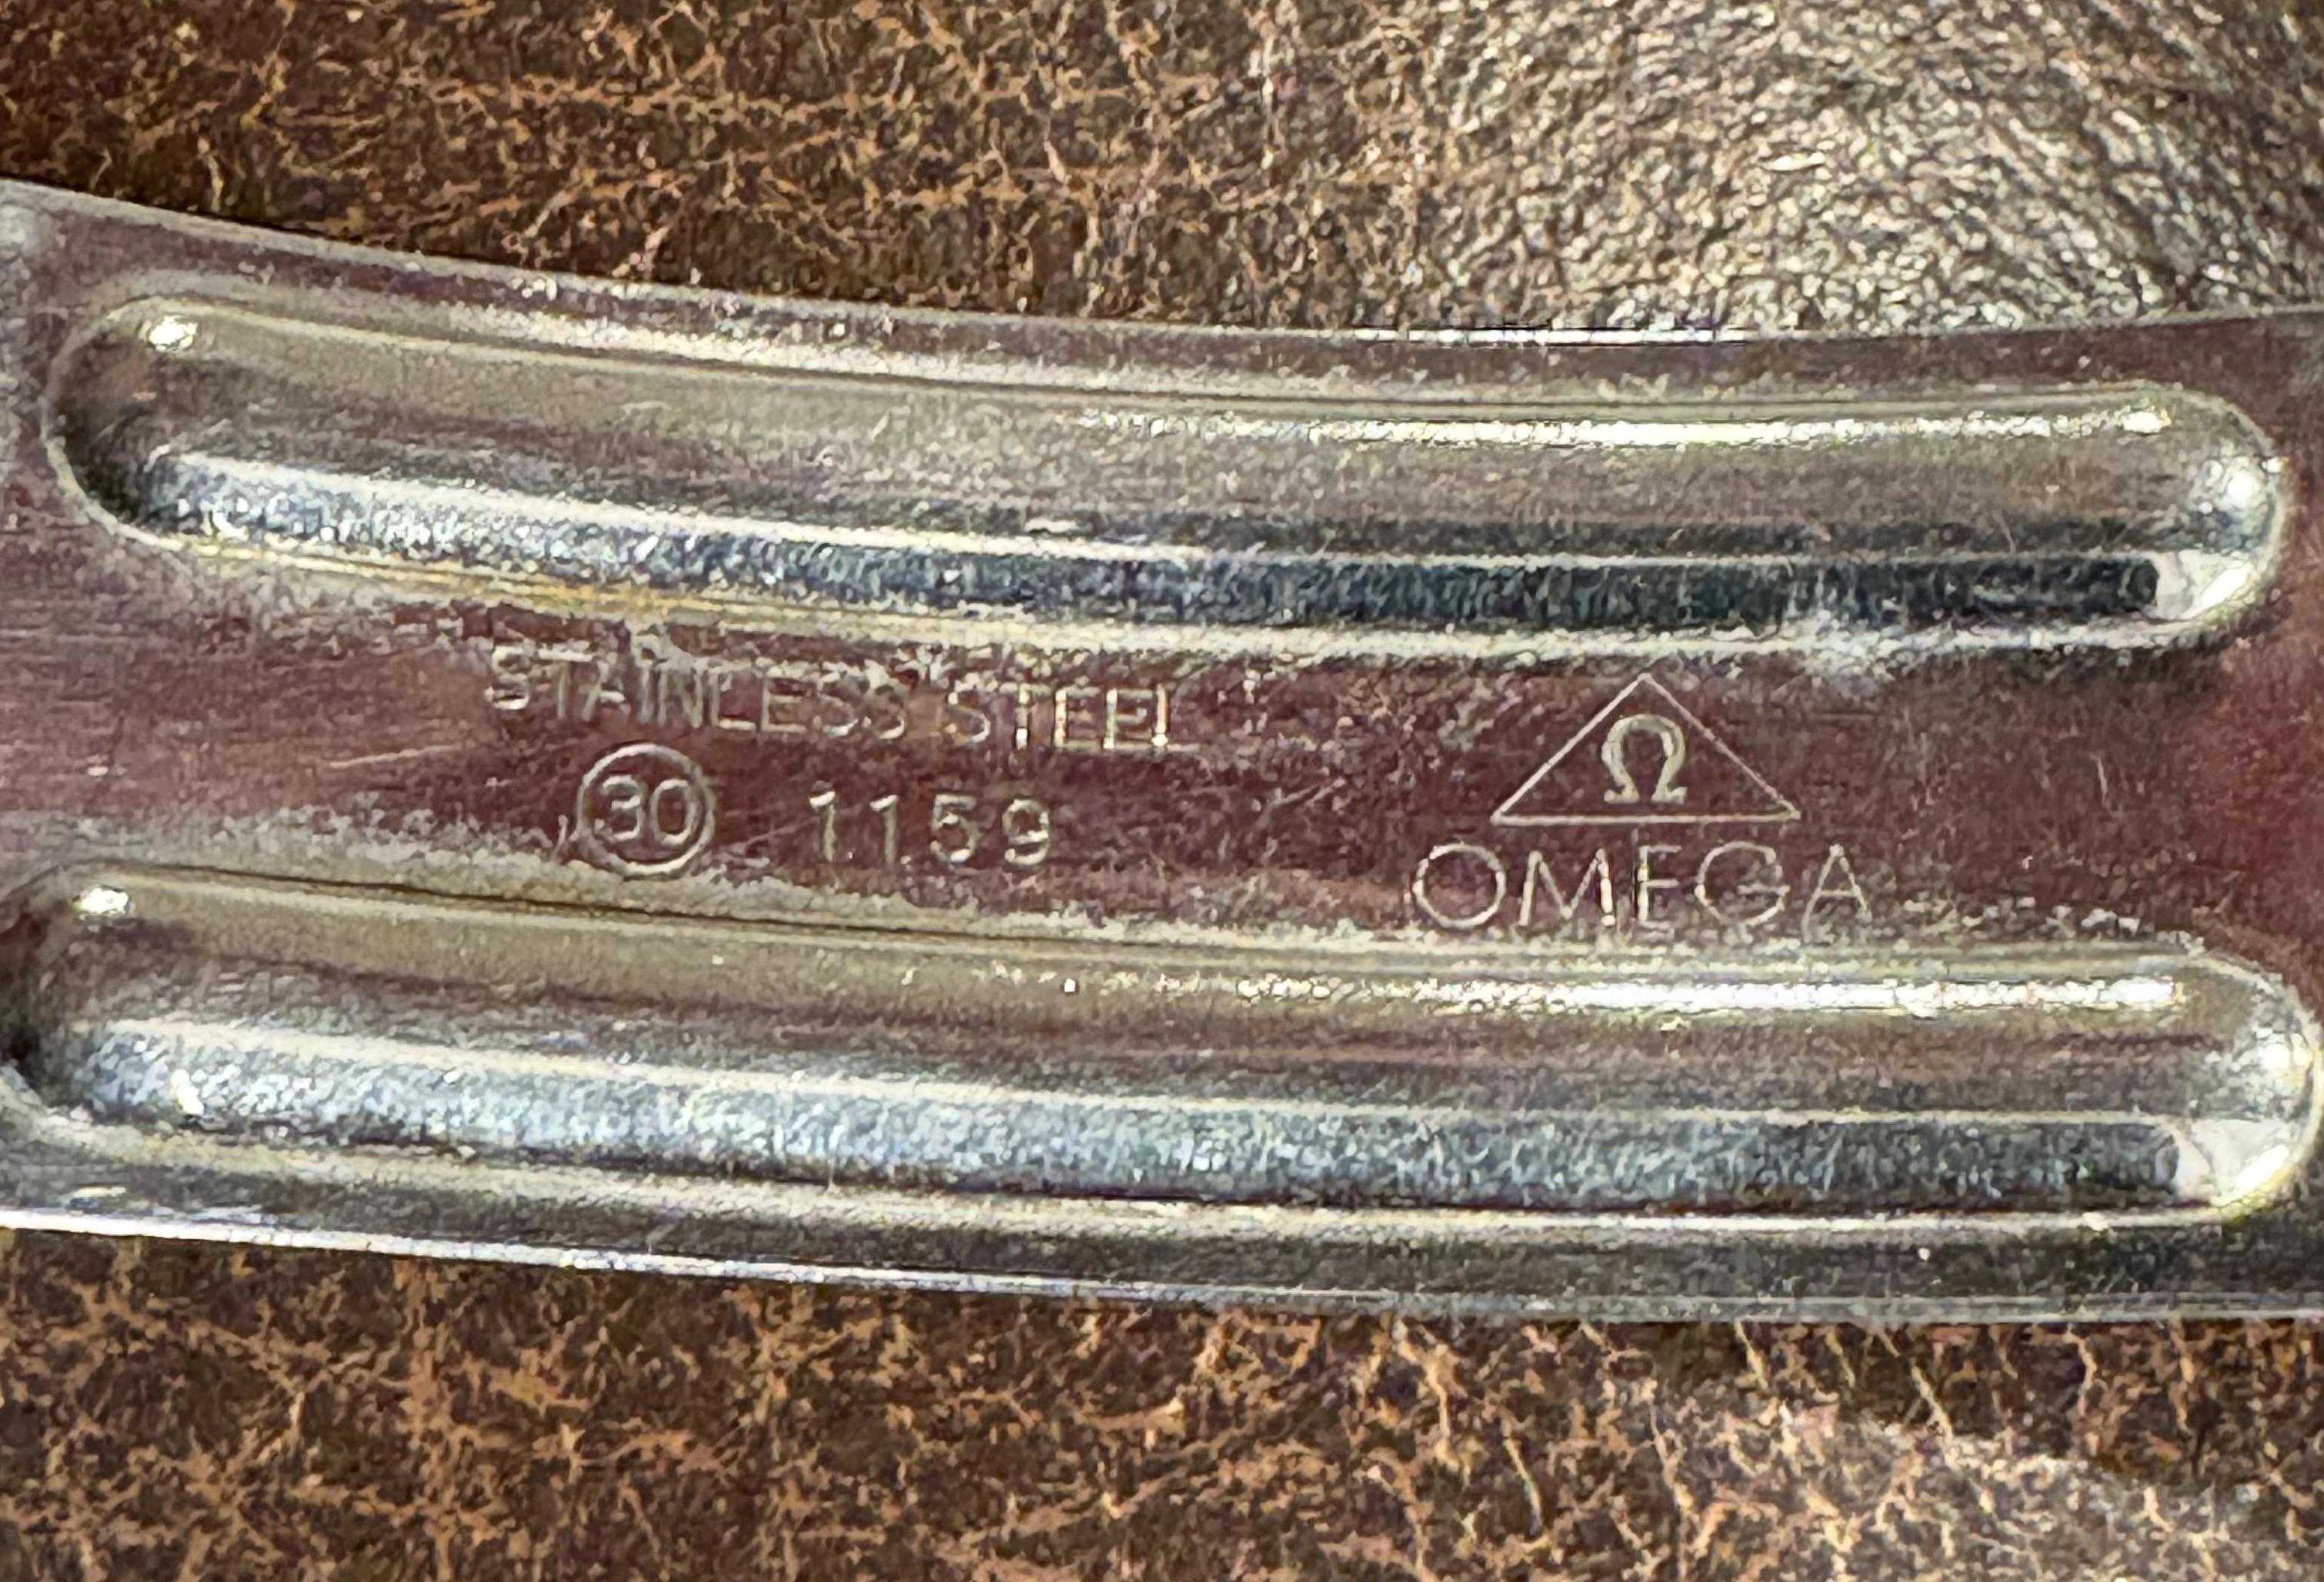 STAINLESS STEEL
30 1159
Ω
OMEGA